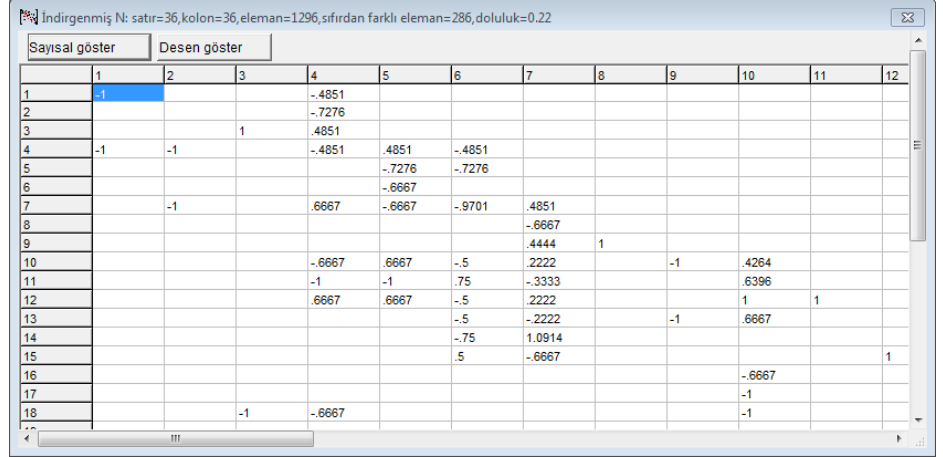 İndirgenmiş N: satır=36,kolon=36,eleman=1296,sıfırdan farklı eleman=286,doluluk=0.22
Sayısal göster Desen göster
1 2 3 4 5 6 7 8 9 10 11 12
1 -1 -.4851
2 -.7276
3 1 .4851
4 -1 -1 -.4851 .4851 -.4851
5 -.7276 -.7276
6 -.6667
7 -1 .6667 -.6667 -.9701 .4851
8 -.6667
9 .4444 1
10 -.6667 .6667 -.5 .2222 -1 .4264
11 -1 -1 .75 -.3333 .6396
12 .6667 .6667 -.5 .2222 1 1
13 -.5 -.2222 -1 .6667
14 -.75 1.0914
15 .5 -.6667 1
16 -.6667
17 -1
18 -1 -.6667 -1